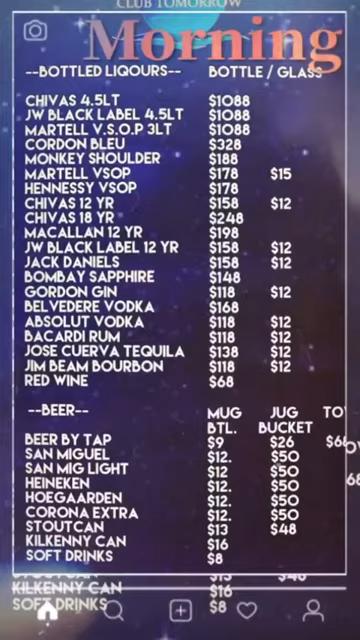 CLUB TOMORROW
Morning
--BOTTLED LIQOURS-- BOTTLE / GLASS
CHIVAS 4.5LT $1088
JW BLACK LABEL 4.5LT $1088
MARTELL V.S.O.P 3LT $1088
CORDON BLEU $328
MONKEY SHOULDER $188
MARTELL VSOP $178 $15
HENNESSY VSOP $178
CHIVAS 12 YR $158 $12
CHIVAS 18 YR $248
MACALLAN 12 YR $198
JW BLACK LABEL 12 YR $158 $12
JACK DANIELS $158 $12
BOMBAY SAPPHIRE $148
GORDON GIN $118 $12
BELVEDERE VODKA $168
ABSOLUT VODKA $118 $12
BACARDI RUM $118 $12
JOSE CUERVA TEQUILA $138 $12
JIM BEAM BOURBON $118 $12
RED WINE $68
--BEER-- MUG JUG
BTL. BUCKET
BEER BY TAP $9 $26
SAN MIGUEL $12. $50
SAN MIG LIGHT $12 $50
HEINEKEN $12. $50
HOEGAARDEN $12. $50
CORONA EXTRA $12. $50
STOUTCAN $13 $48
KILKENNY CAN $16
SOFT DRINKS $8
STOUTCAN $13 $48
KILKENNY CAN $16
SOFT DRINKS $8